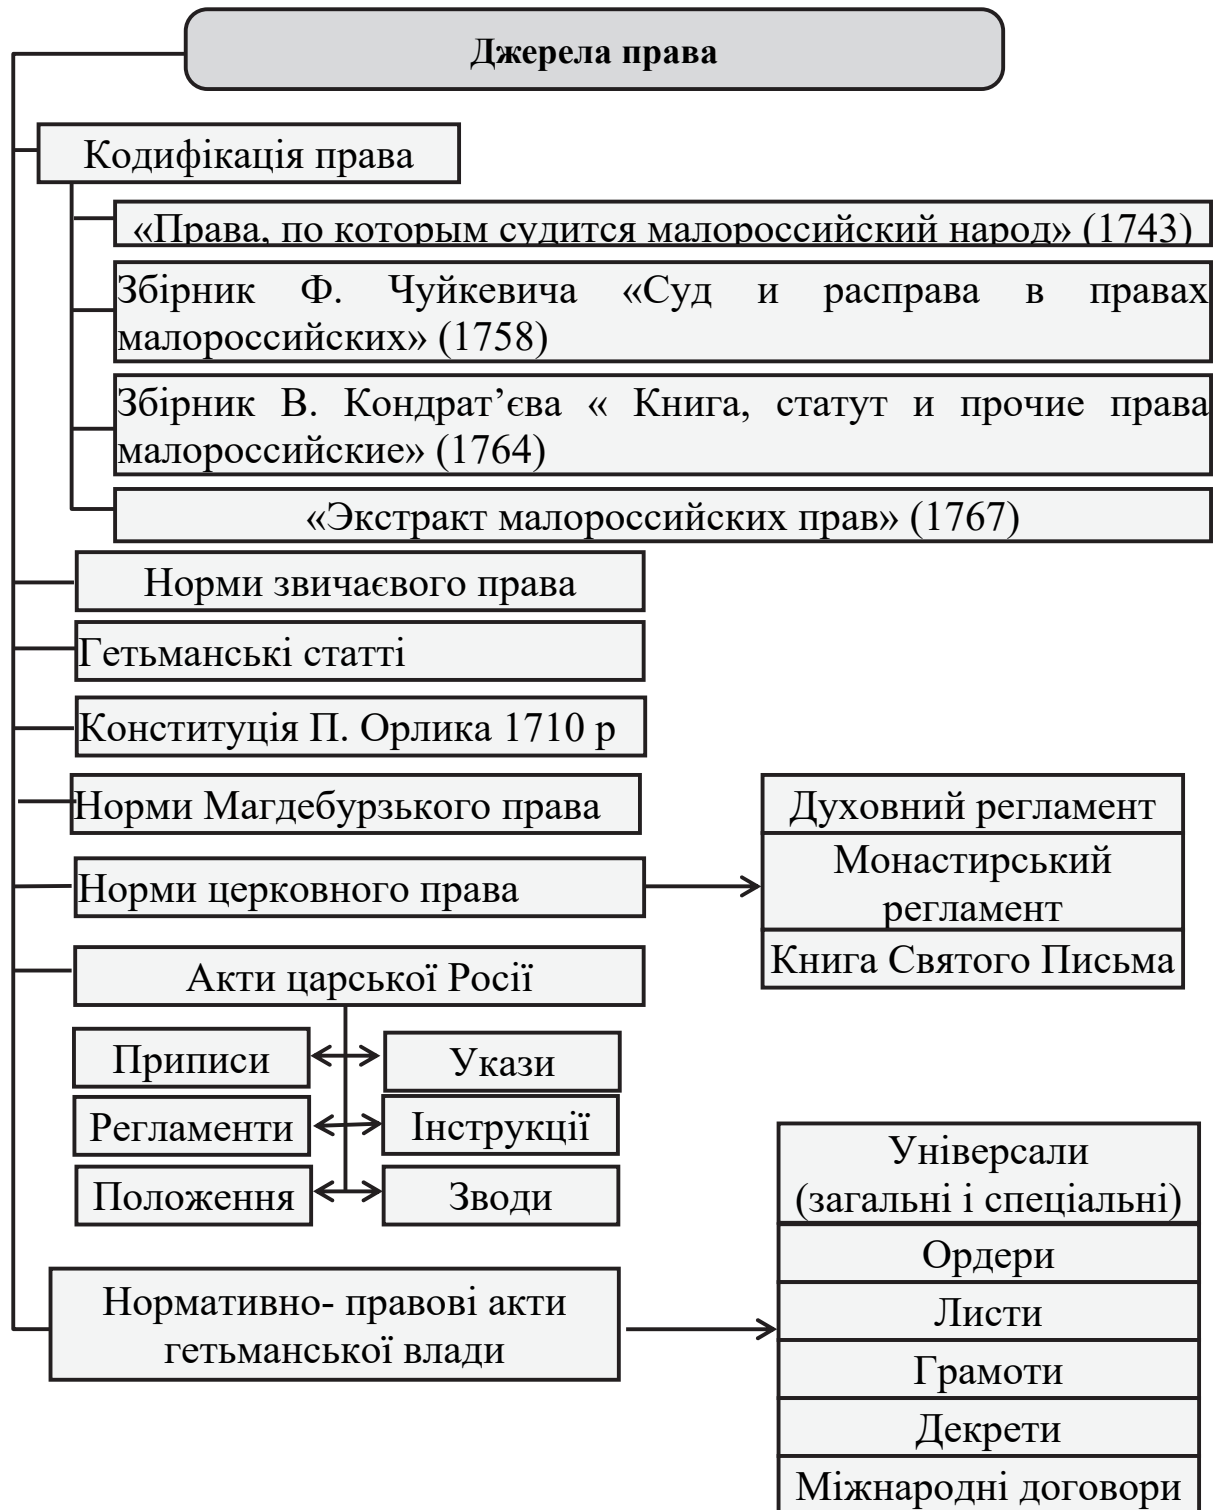 Джерела права
Кодифікація права
«Права, по которым судится малороссийский народ» (1743)
Збірник Ф. Чуйкевича «Суд и расправа в правах
малороссийских» (1758)
Збірник В. Кондрат’єва « Книга, статут и прочие права
малороссийские» (1764)
«Экстракт малороссийских прав» (1767)
Норми звичаєвого права
Гетьманські статті
Конституція П. Орлика 1710 р
Норми Магдебурзького права
Норми церковного права
Духовний регламент
Монастирський
регламент
Книга Святого Письма
Акти царської Росії
Приписи
Укази
Регламенти
Інструкції
Положення
Зводи
Нормативно- правові акти
гетьманської влади
Універсали
(загальні і спеціальні)
Ордери
Листи
Грамоти
Декрети
Міжнародні договори